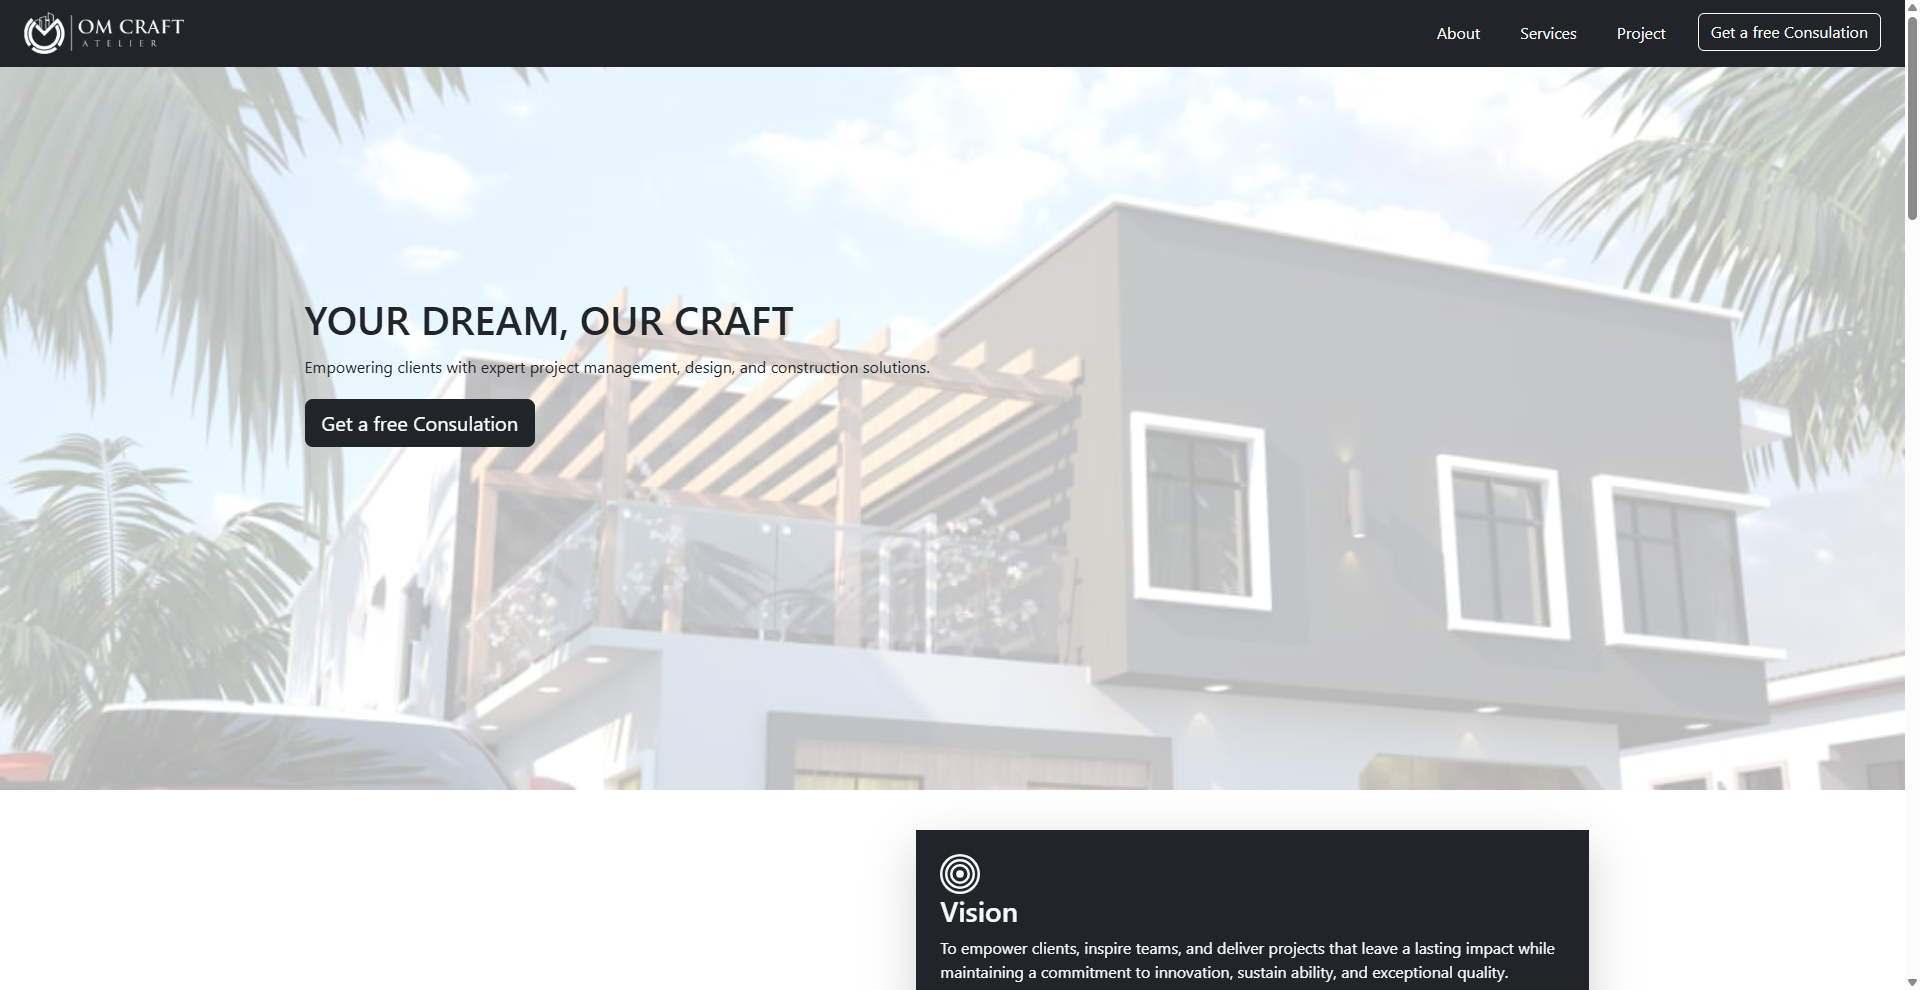 OM CRAFT
ATELIER
About
Services
Project
Get a free Consulation
YOUR DREAM, OUR CRAFT
Empowering clients with expert project management, design, and construction solutions.
Get a free Consulation
Vision
To empower clients, inspire teams, and deliver projects that leave a lasting impact while
maintaining a commitment to innovation, sustain ability, and exceptional quality.